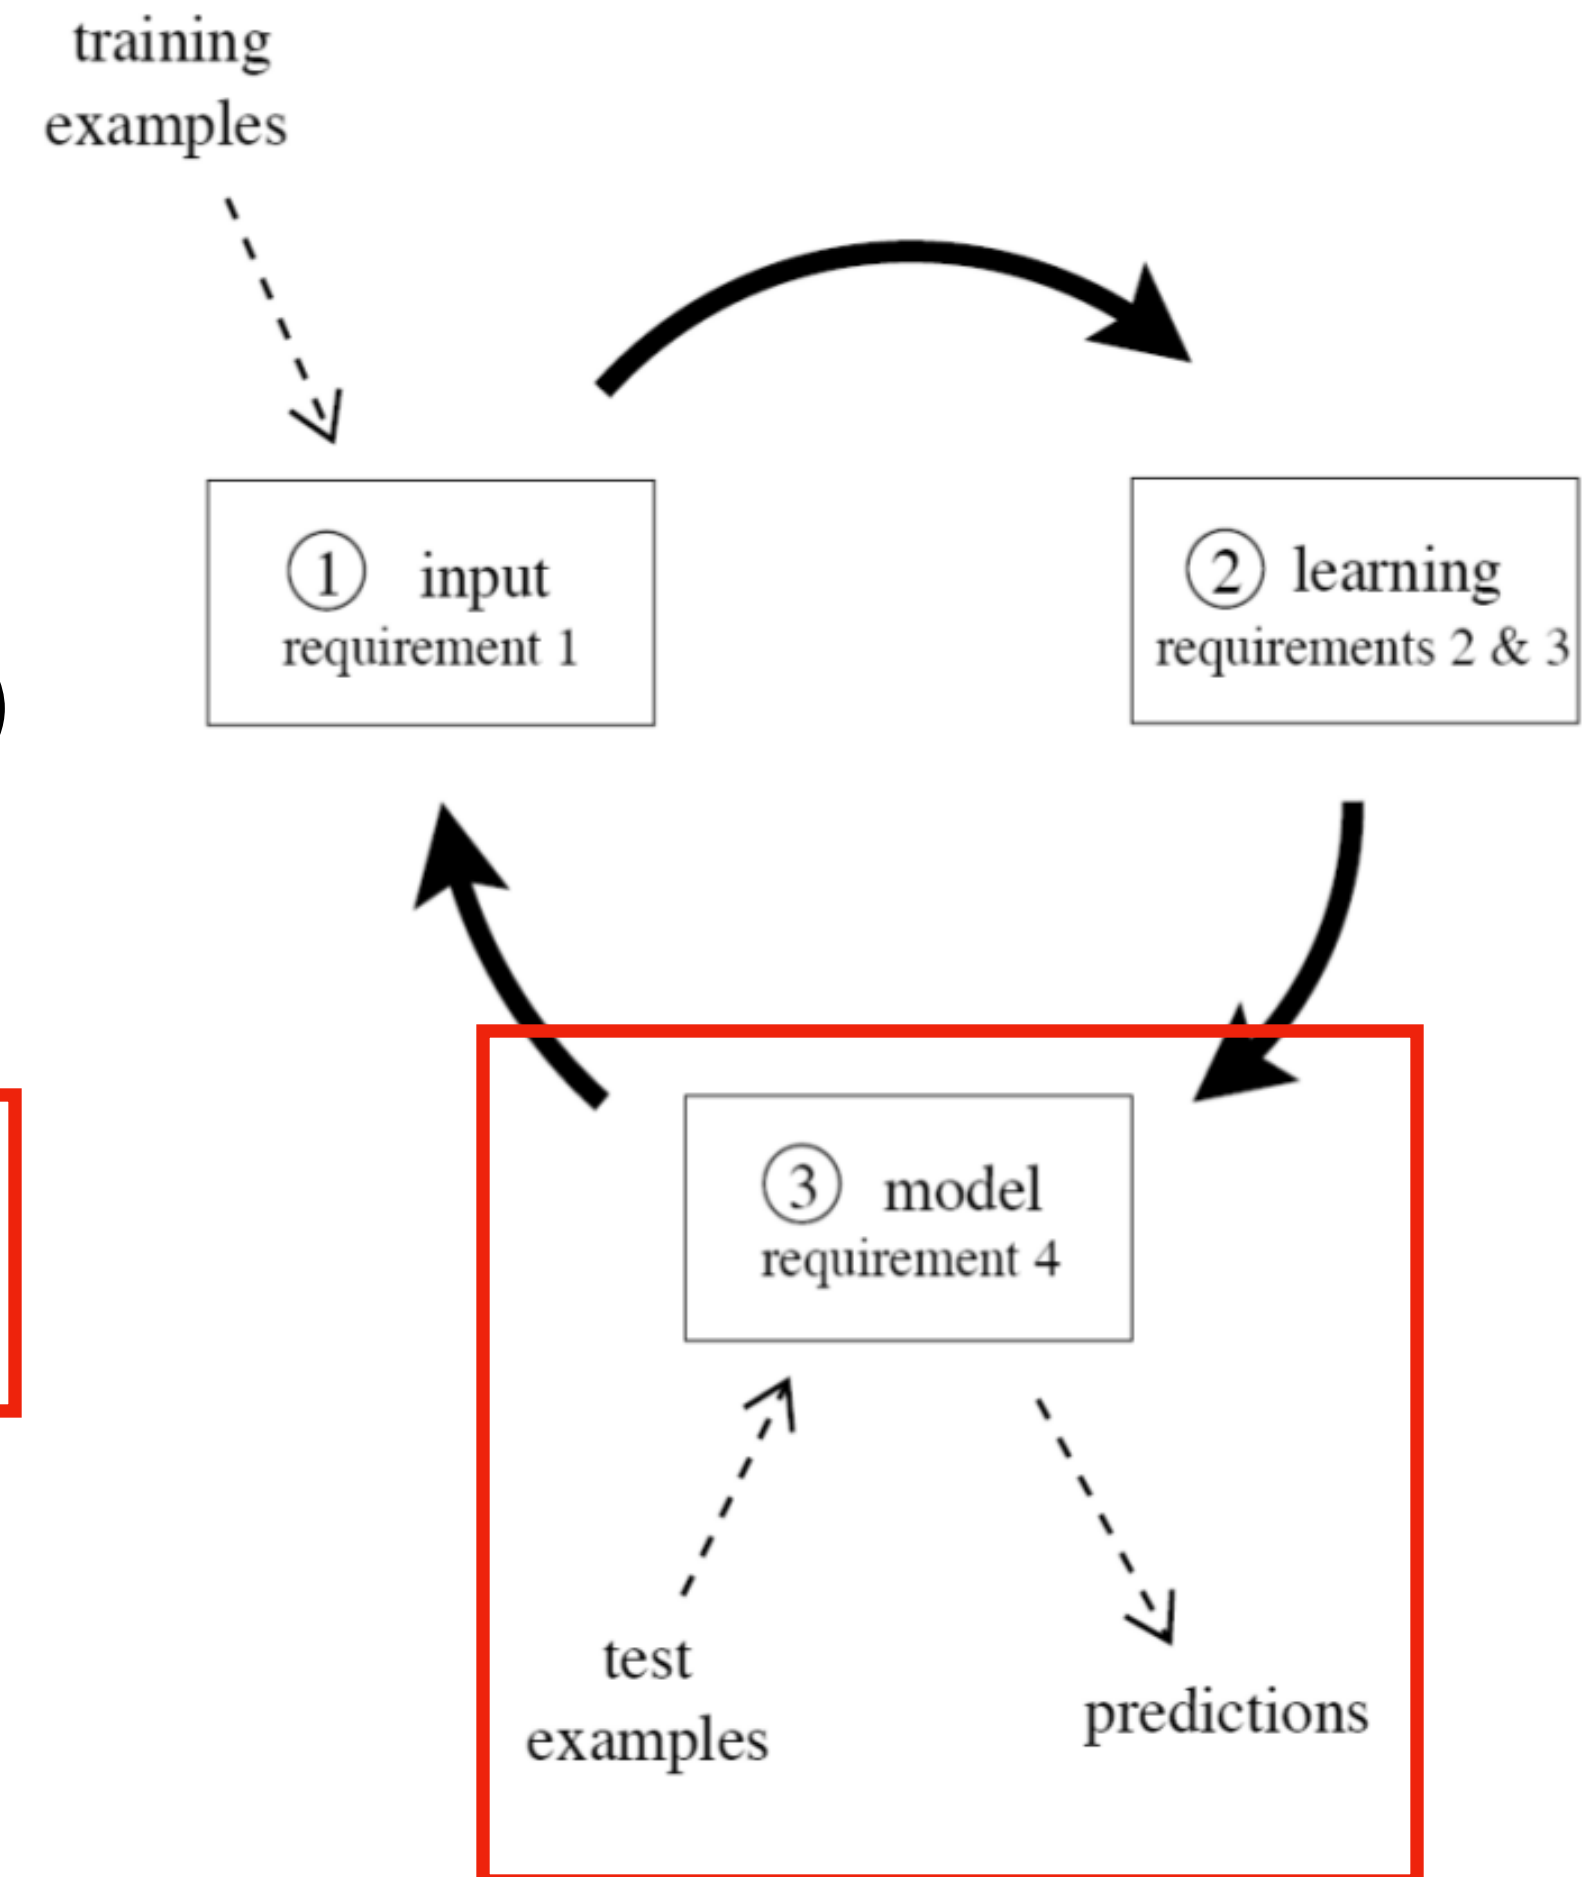 training
examples
① input
requirement 1
② learning
requirements 2 & 3
③ model
requirement 4
test
examples
predictions
)